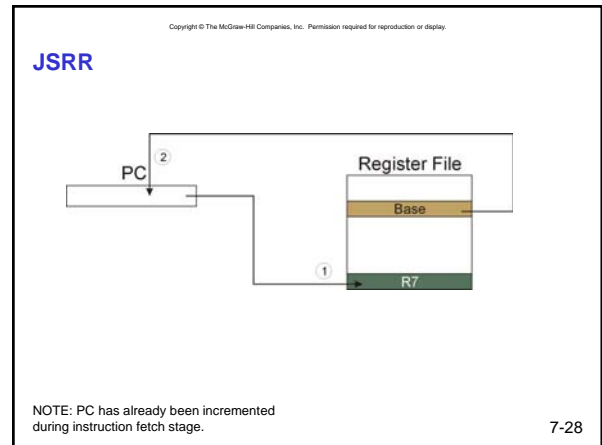 Copyright © The McGraw-Hill Companies, Inc. Permission required for reproduction or display.
JSRR
2
PC
Register File
Base
1
R7
NOTE: PC has already been incremented
during instruction fetch stage.
7-28